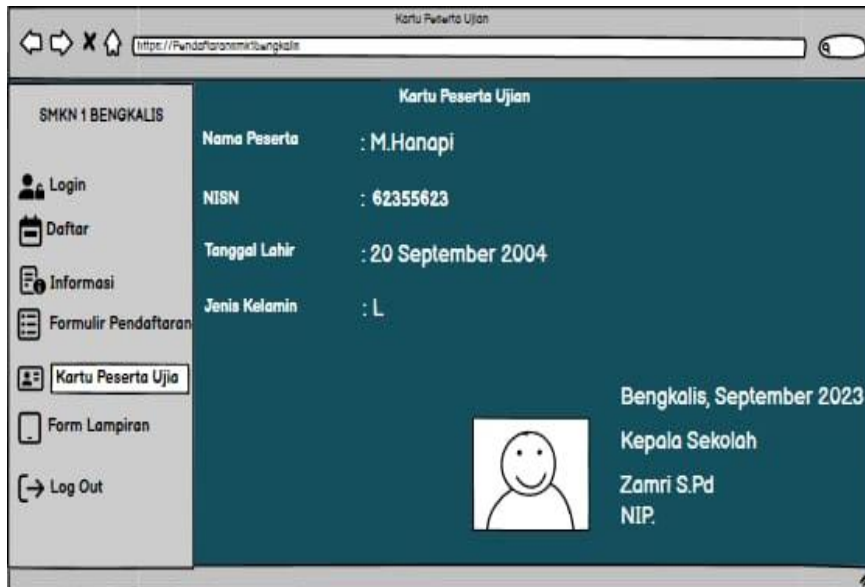 Kartu Peserta Ujian
SMKN 1 BENGKALIS
Login
Daftar
Informasi
Formulir Pendaftaran
Kartu Peserta Ujia
Form Lampiran
Log Out
Kartu Peserta Ujian
Nama Peserta : M.Hanapi
NISN : 62355623
Tanggal Lahir : 20 September 2004
Jenis Kelamin : L
Bengkalis, September 2023
Kepala Sekolah
Zamri S.Pd
NIP.